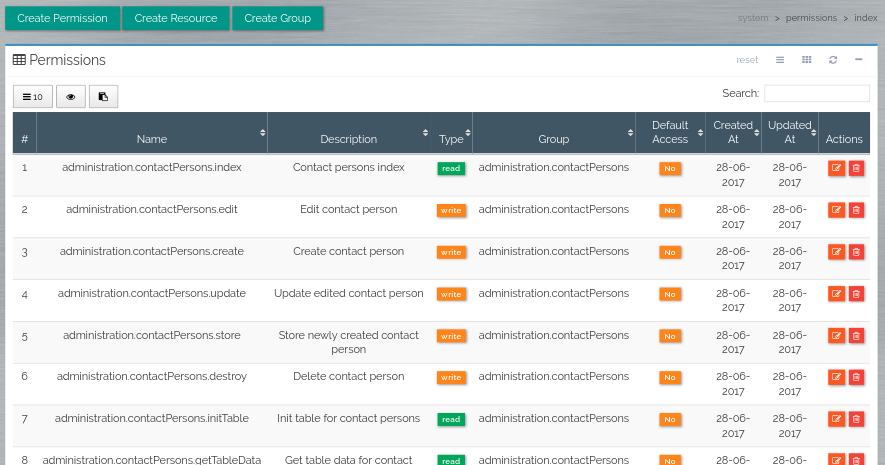 Create Permission Create Resource Create Group system > permissions > index
Permissions reset
10 Search:
# Name Description Type Group Default Access Created At Updated At Actions
1 administration.contactPersons.index Contact persons index read administration.contactPersons No 28-06-2017 28-06-2017
2 administration.contactPersons.edit Edit contact person write administration.contactPersons No 28-06-2017 28-06-2017
3 administration.contactPersons.create Create contact person write administration.contactPersons No 28-06-2017 28-06-2017
4 administration.contactPersons.update Update edited contact person write administration.contactPersons No 28-06-2017 28-06-2017
5 administration.contactPersons.store Store newly created contact person write administration.contactPersons No 28-06-2017 28-06-2017
6 administration.contactPersons.destroy Delete contact person write administration.contactPersons No 28-06-2017 28-06-2017
7 administration.contactPersons.initTable Init table for contact persons read administration.contactPersons No 28-06-2017 28-06-2017
8 administration.contactPersons.getTableData Get table data for contact read administration.contactPersons No 28-06- 28-06-